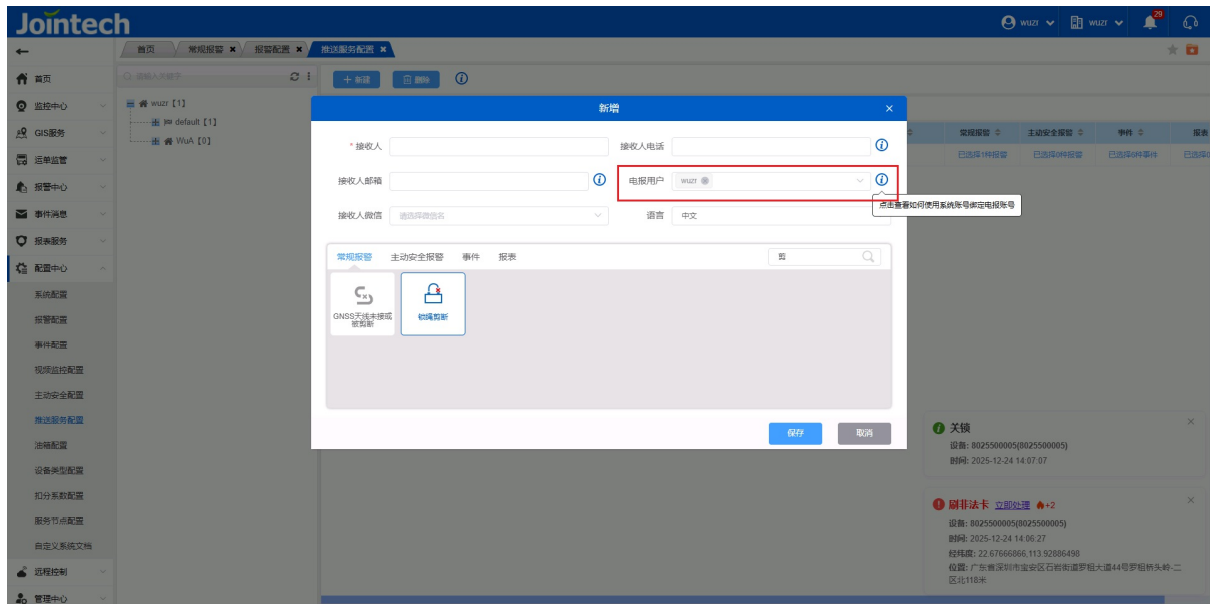 Jointech
wuzr
wuzr
29
首页
常规报警 ×
报警配置 ×
推送服务配置 ×
首页
监控中心
GIS服务
运单监管
报警中心
事件消息
报表服务
配置中心
系统配置
报警配置
事件配置
视频监控配置
主动安全配置
推送服务配置
油箱配置
设备类型配置
扣分系数配置
服务节点配置
自定义系统文档
远程控制
管理中心
请输入关键字
wuzr【1】
default【1】
WuA【0】
+ 新建
删除
常规报警
主动安全报警
事件
报表
已选择1种报警
已选择0种报警
已选择0种事件
新增
* 接收人
接收人电话
接收人邮箱
电报用户
wuzr
点击查看如何使用系统账号绑定电报账号
接收人微信
请选择微信名
语言
中文
常规报警
主动安全报警
事件
报表
剪
GNSS天线未接或
被剪断
锁绳剪断
保存
取消
关锁
设备: 8025500005(8025500005)
时间: 2025-12-24 14:07:07
刷非法卡 立即处理 +2
设备: 8025500005(8025500005)
时间: 2025-12-24 14:06:27
经纬度: 22.67666866,113.92886498
位置: 广东省深圳市宝安区石岩街道罗租大道44号罗租桥头岭-二
区北118米